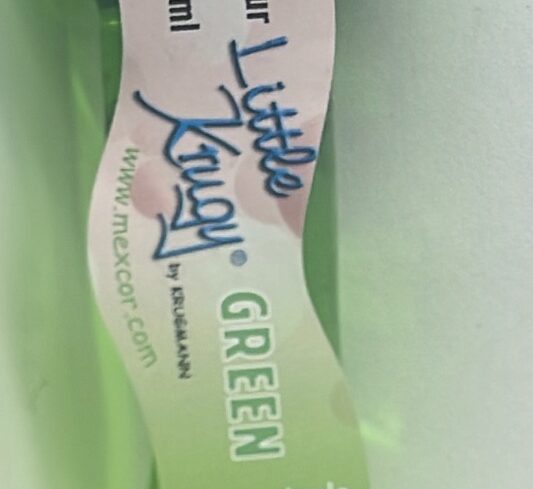 Little
Krugy® GREEN
by KRUGMANN
www.mexcor.com
ml